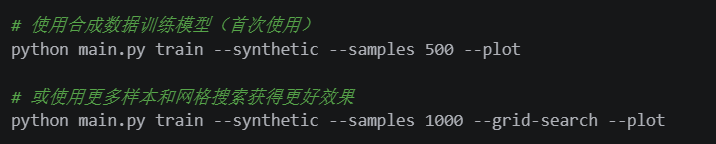 # 使用合成数据训练模型（首次使用）
python main.py train --synthetic --samples 500 --plot
# 或使用更多样本和网格搜索获得更好效果
python main.py train --synthetic --samples 1000 --grid-search --plot